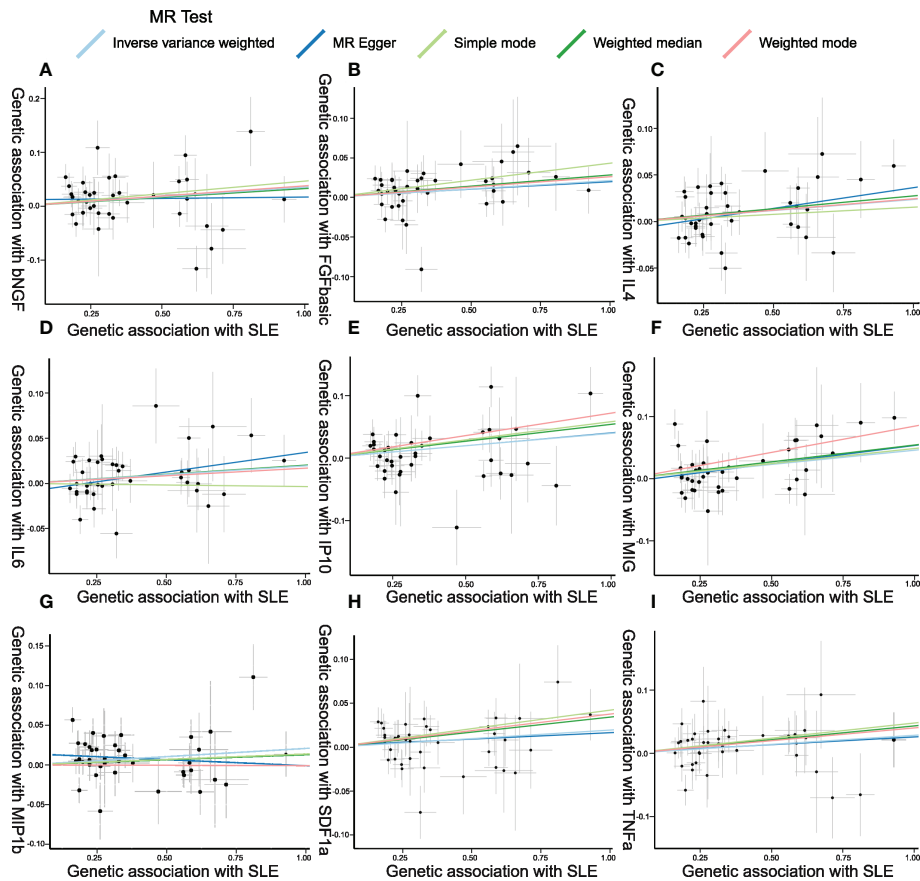 MR Test
Inverse variance weighted MR Egger Simple mode Weighted median Weighted mode
A B C
Genetic association with bNGF
0.2
0.1
0.0
-0.1
0.25 0.50 0.75 1.00
Genetic association with SLE
Genetic association with FGFbasic
0.10
0.05
0.00
-0.05
-0.10
0.25 0.50 0.75 1.00
Genetic association with SLE
Genetic association with IL4
0.10
0.05
0.00
-0.05
0.25 0.50 0.75 1.00
Genetic association with SLE
D E F
Genetic association with IL6
0.10
0.05
0.00
-0.05
0.25 0.50 0.75 1.00
Genetic association with SLE
Genetic association with IP10
0.1
0.0
-0.1
0.25 0.50 0.75 1.00
Genetic association with SLE
Genetic association with MIG
0.1
0.0
-0.1
0.25 0.50 0.75 1.00
Genetic association with SLE
G H I
Genetic association with MIP1b
0.15
0.10
0.05
0.00
-0.05
-0.10
0.25 0.50 0.75 1.00
Genetic association with SLE
Genetic association with SDF1a
0.10
0.05
0.00
-0.05
-0.10
0.25 0.50 0.75 1.00
Genetic association with SLE
Genetic association with TNFa
0.1
0.0
-0.1
0.25 0.50 0.75 1.00
Genetic association with SLE